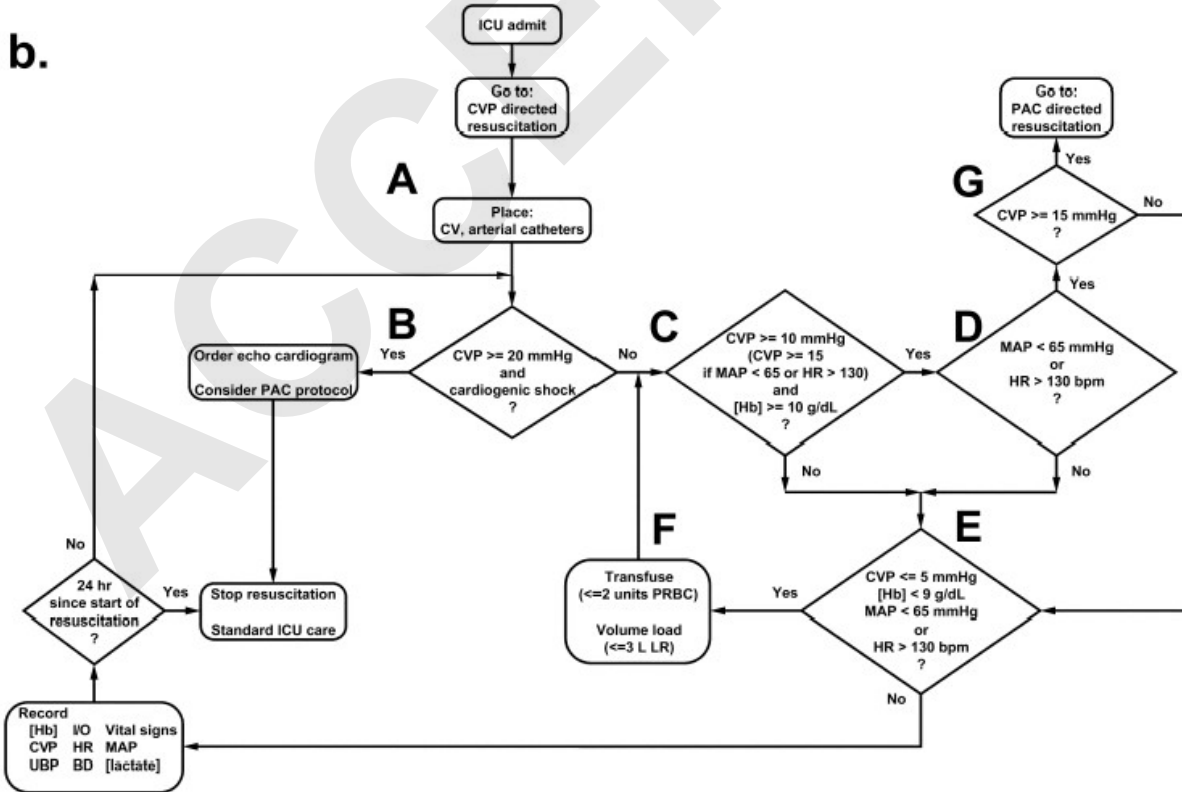 b.
ICU admit
Go to:
CVP directed
resuscitation
A
Place:
CV, arterial catheters
B
CVP >= 20 mmHg
and
cardiogenic shock
?
Yes
No
Order echo cardiogram
Consider PAC protocol
C
CVP >= 10 mmHg
(CVP >= 15
if MAP < 65 or HR > 130)
and
[Hb] >= 10 g/dL
?
Yes
No
D
MAP < 65 mmHg
or
HR > 130 bpm
?
Yes
No
G
CVP >= 15 mmHg
?
Yes
No
Go to:
PAC directed
resuscitation
E
CVP <= 5 mmHg
[Hb] < 9 g/dL
MAP < 65 mmHg
or
HR > 130 bpm
?
Yes
No
F
Transfuse
(<=2 units PRBC)
Volume load
(<=3 L LR)
Record
[Hb] I/O Vital signs
CVP HR MAP
UBP BD [lactate]
24 hr
since start of
resuscitation
?
No
Yes
Stop resuscitation
Standard ICU care